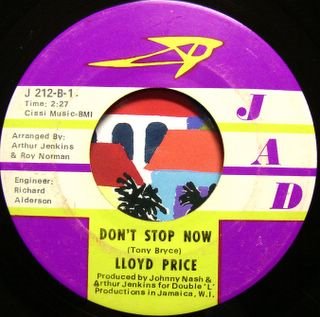 J 212-B-1
Time: 2:27
Cissi Music-BMI
Arranged By:
Arthur Jenkins
& Roy Norman
Engineer:
Richard
Alderson
J
A
D
DON'T STOP NOW
(Tony Bryce)
LLOYD PRICE
Produced by Johnny Nash &
Arthur Jenkins for Double 'L'
Productions in Jamaica, W.I.